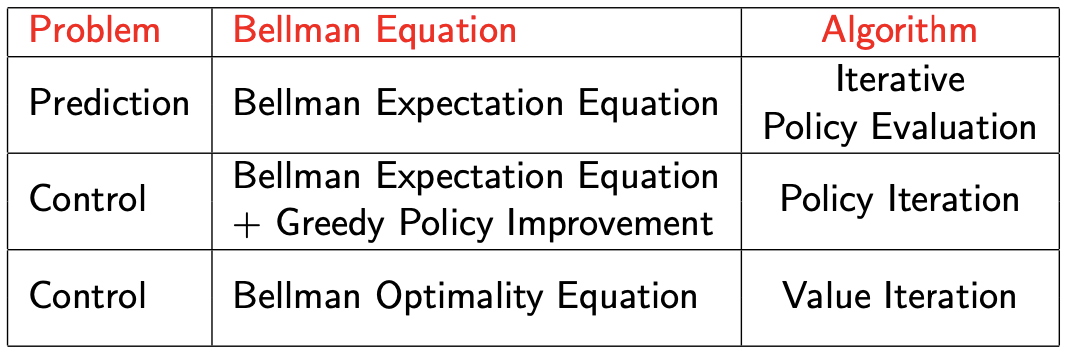 Problem Bellman Equation Algorithm
Prediction Bellman Expectation Equation Iterative
Policy Evaluation
Control Bellman Expectation Equation
+ Greedy Policy Improvement Policy Iteration
Control Bellman Optimality Equation Value Iteration